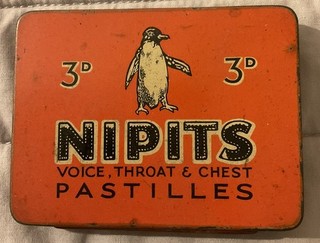 3D 3D
NIPITS
VOICE, THROAT & CHEST
PASTILLES